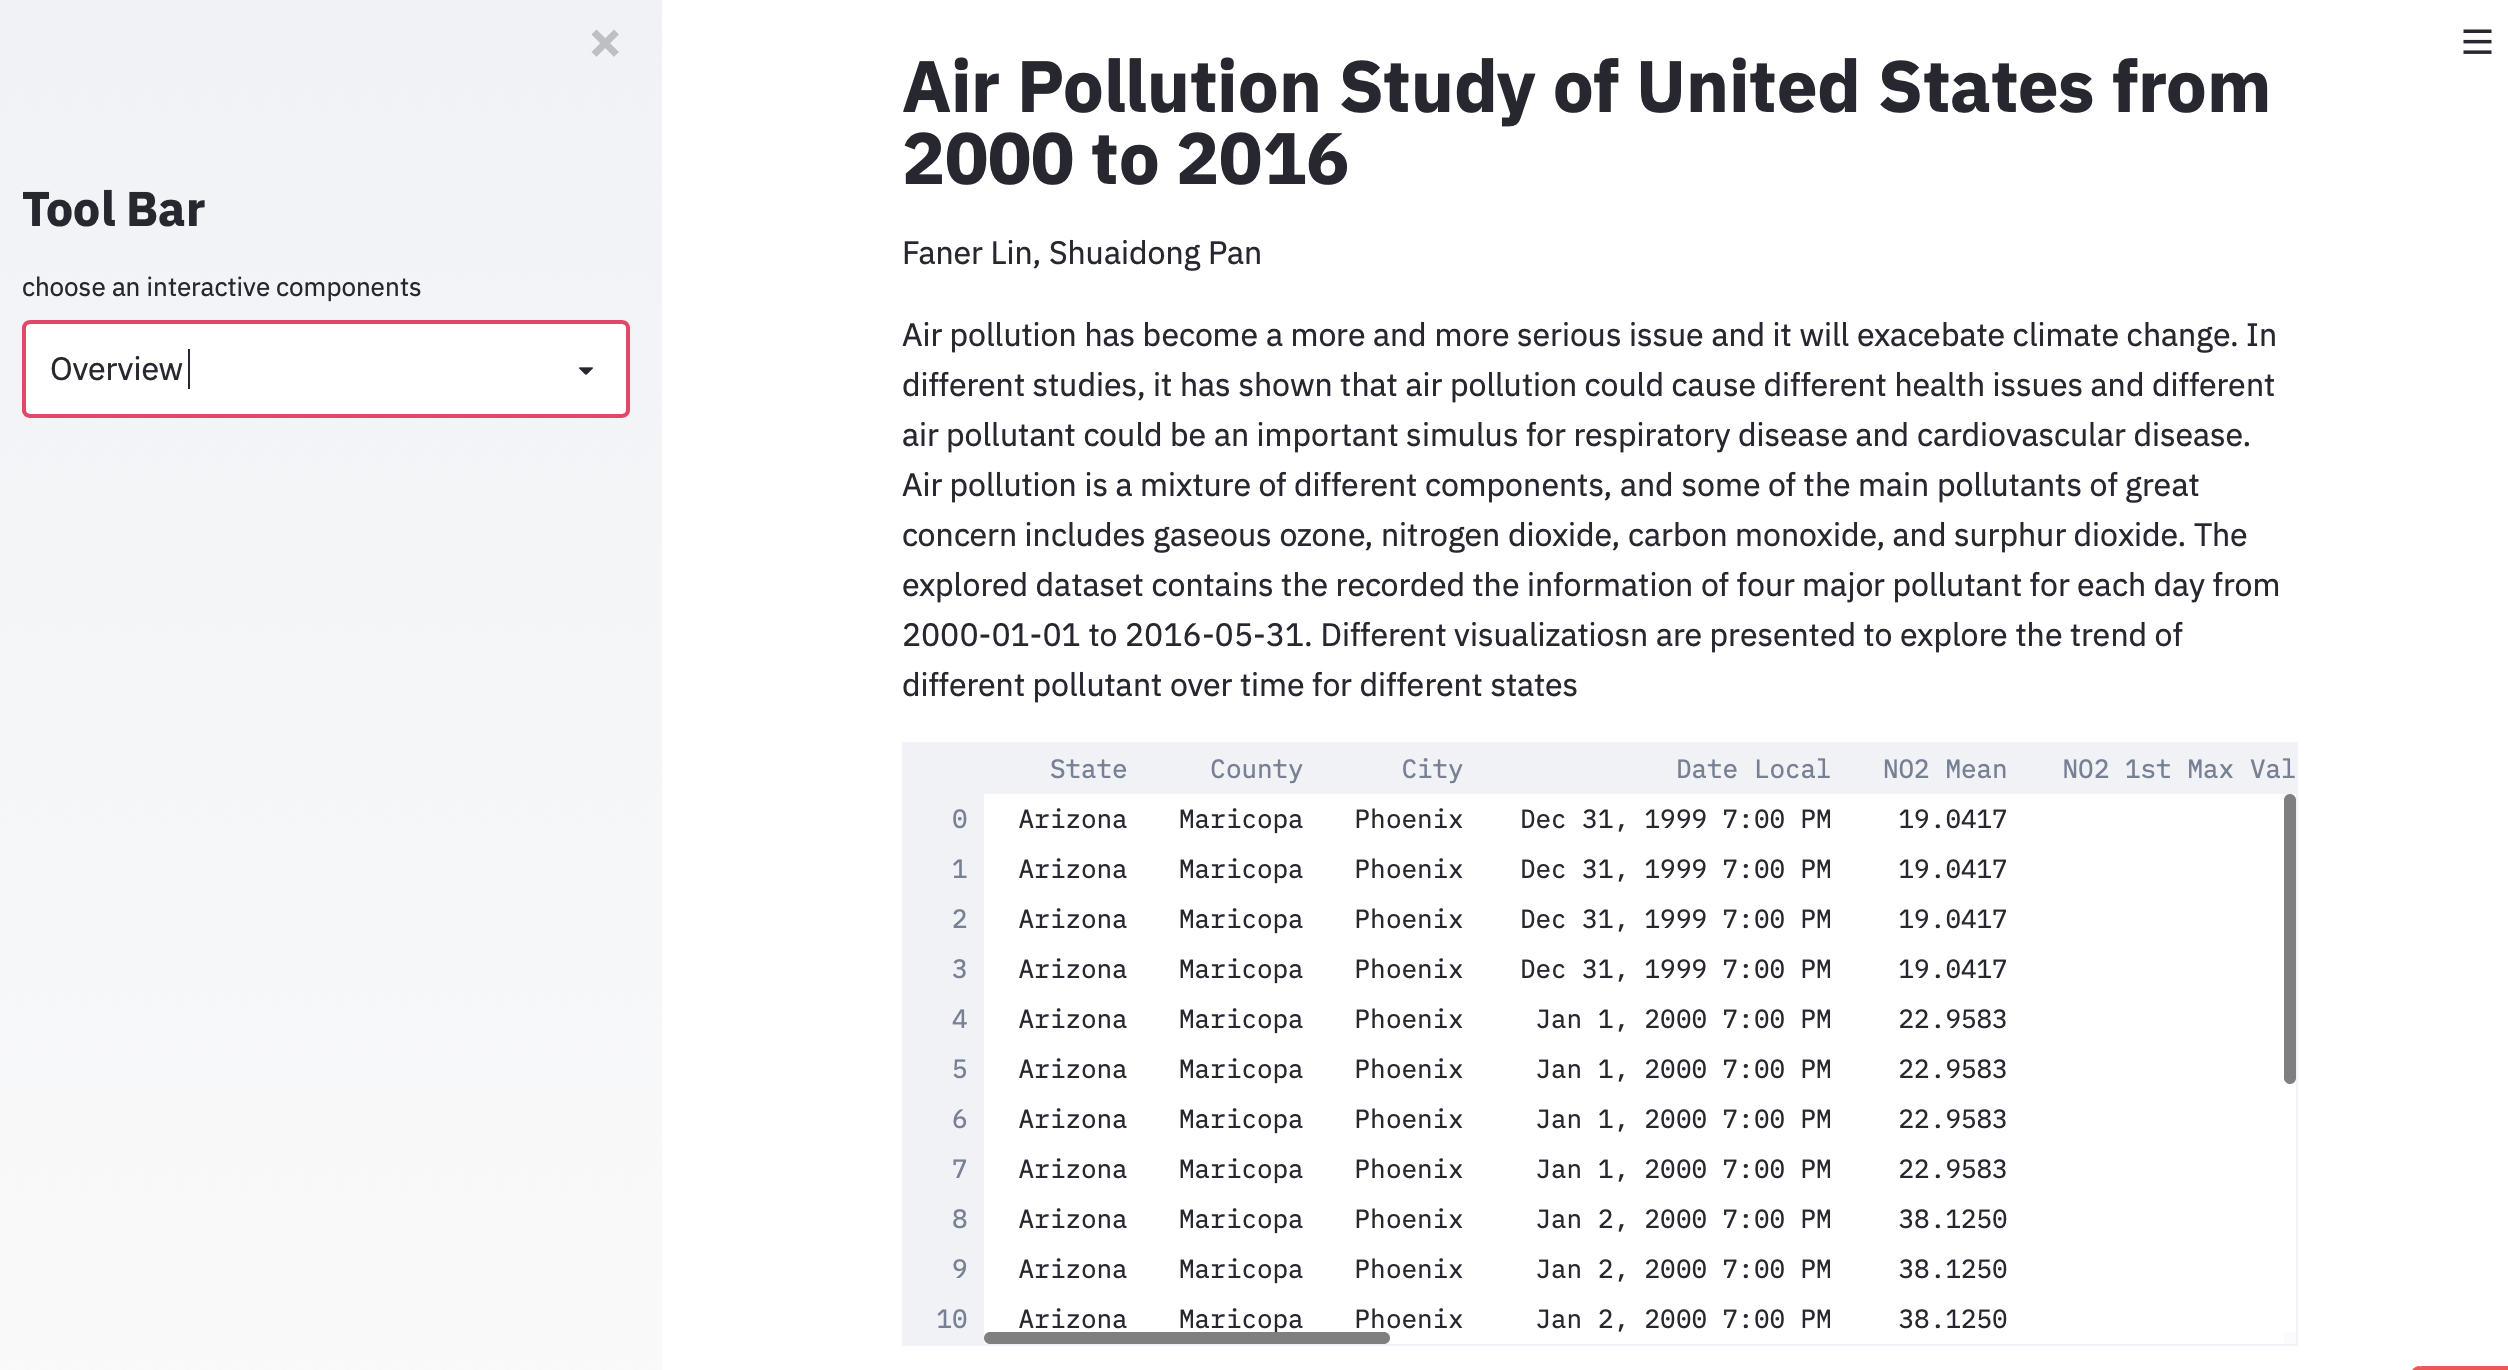 Tool Bar
choose an interactive components
Overview
Air Pollution Study of United States from
2000 to 2016
Faner Lin, Shuaidong Pan
Air pollution has become a more and more serious issue and it will exacebate climate change. In
different studies, it has shown that air pollution could cause different health issues and different
air pollutant could be an important simulus for respiratory disease and cardiovascular disease.
Air pollution is a mixture of different components, and some of the main pollutants of great
concern includes gaseous ozone, nitrogen dioxide, carbon monoxide, and surphur dioxide. The
explored dataset contains the recorded the information of four major pollutant for each day from
2000-01-01 to 2016-05-31. Different visualizatiosn are presented to explore the trend of
different pollutant over time for different states
State County City Date Local NO2 Mean NO2 1st Max Val
0 Arizona Maricopa Phoenix Dec 31, 1999 7:00 PM 19.0417
1 Arizona Maricopa Phoenix Dec 31, 1999 7:00 PM 19.0417
2 Arizona Maricopa Phoenix Dec 31, 1999 7:00 PM 19.0417
3 Arizona Maricopa Phoenix Dec 31, 1999 7:00 PM 19.0417
4 Arizona Maricopa Phoenix Jan 1, 2000 7:00 PM 22.9583
5 Arizona Maricopa Phoenix Jan 1, 2000 7:00 PM 22.9583
6 Arizona Maricopa Phoenix Jan 1, 2000 7:00 PM 22.9583
7 Arizona Maricopa Phoenix Jan 1, 2000 7:00 PM 22.9583
8 Arizona Maricopa Phoenix Jan 2, 2000 7:00 PM 38.1250
9 Arizona Maricopa Phoenix Jan 2, 2000 7:00 PM 38.1250
10 Arizona Maricopa Phoenix Jan 2, 2000 7:00 PM 38.1250